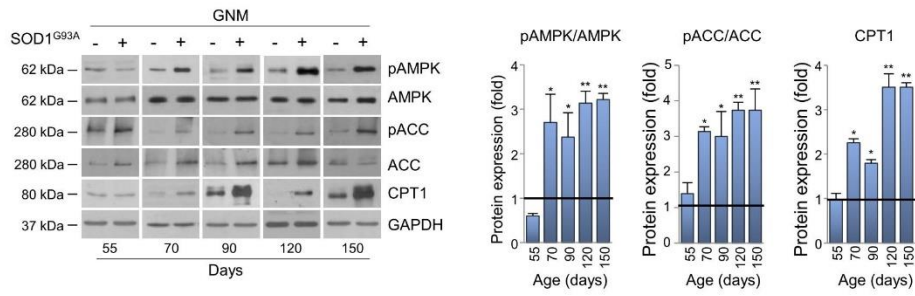 GNM
SOD1G93A - + - + - + - + - +
62 kDa pAMPK
62 kDa AMPK
280 kDa pACC
280 kDa ACC
80 kDa CPT1
37 kDa GAPDH
55 70 90 120 150
Days
pAMPK/AMPK
Protein expression (fold)
4
3
2
1
0
* * ** **
55 70 90 120 150
Age (days)
pACC/ACC
Protein expression (fold)
5
4
3
2
1
0
* * ** **
55 70 90 120 150
Age (days)
CPT1
Protein expression (fold)
4
3
2
1
0
* * ** **
55 70 90 120 150
Age (days)